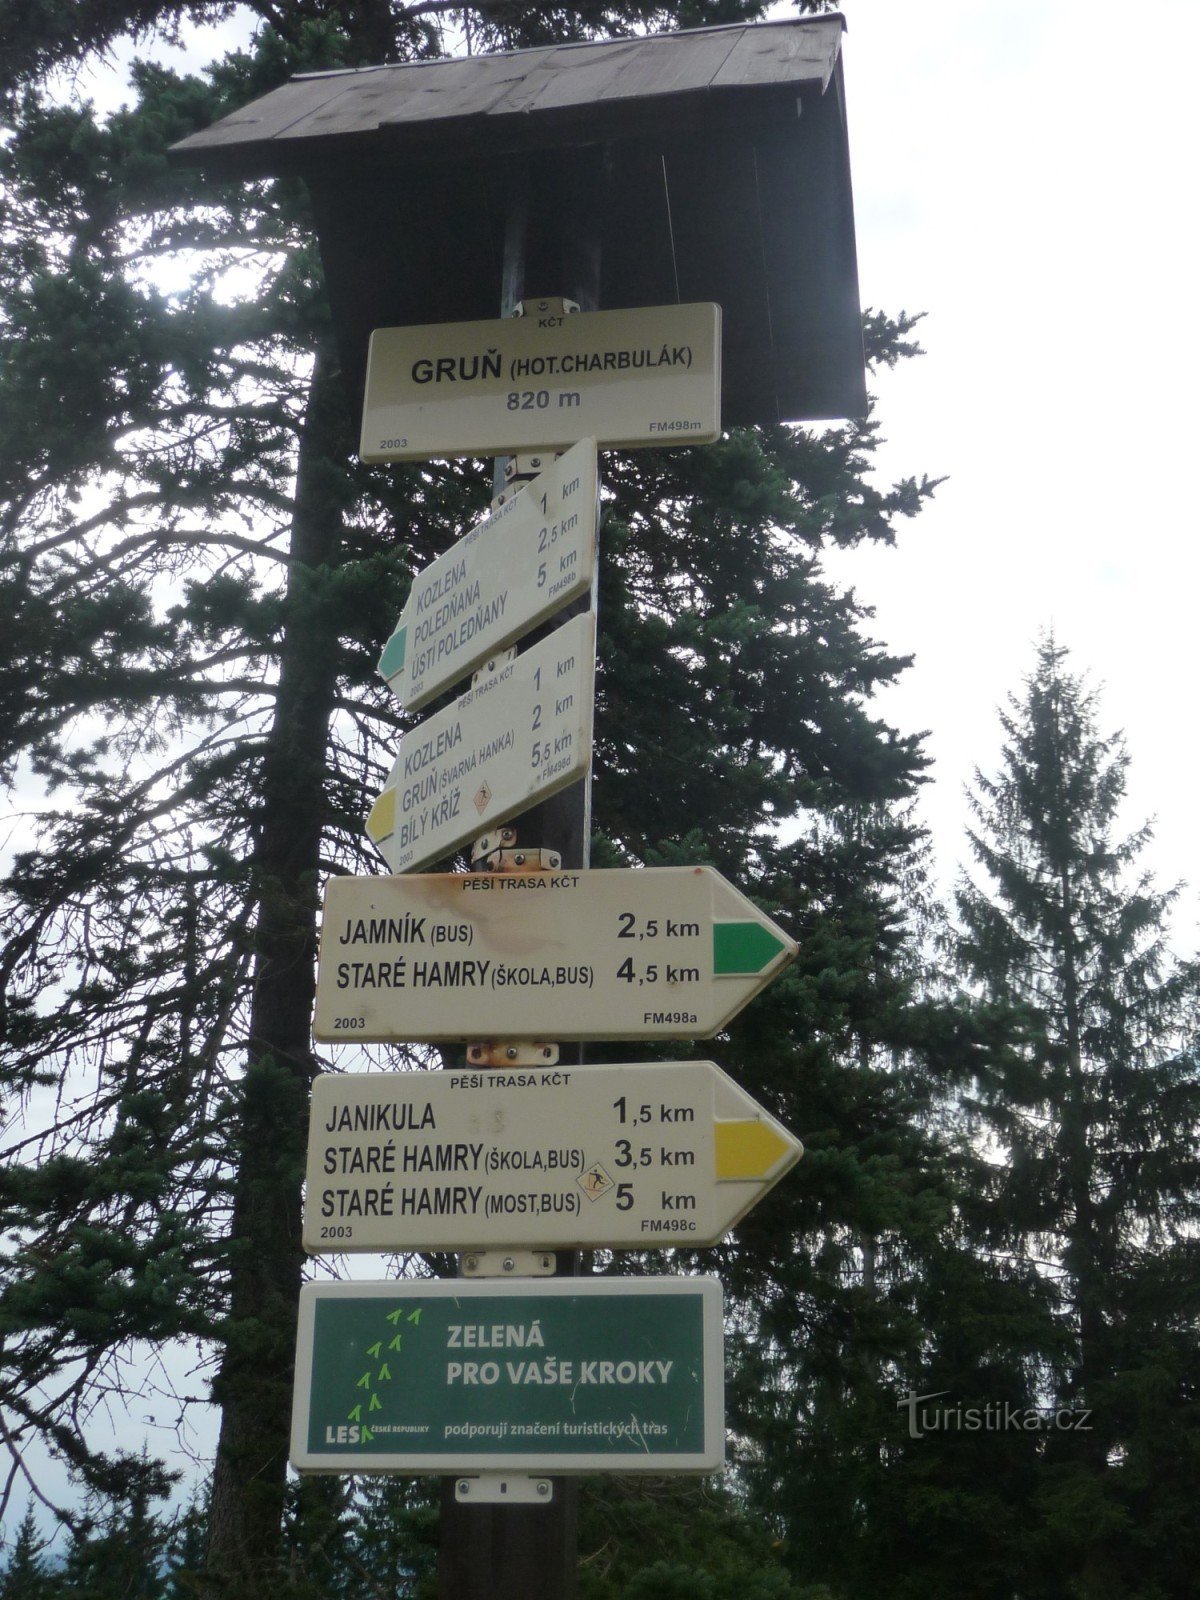 KČT
GRUŇ (HOT.CHARBULÁK)
820 m
2003 FM498m
PĚŠÍ TRASA KČT
KOZLENA 1 km
POLEDŇANA 2,5 km
ÚSTÍ POLEDŇANY 5 km
2003 FM498b
PĚŠÍ TRASA KČT
KOZLENA 1 km
GRUŇ (ŠVARNÁ HANKA) 2 km
BÍLÝ KŘÍŽ 5,5 km
2003 FM498d
PĚŠÍ TRASA KČT
JAMNÍK (BUS) 2,5 km
STARÉ HAMRY (ŠKOLA,BUS) 4,5 km
2003 FM498a
PĚŠÍ TRASA KČT
JANIKULA 1,5 km
STARÉ HAMRY (ŠKOLA,BUS) 3,5 km
STARÉ HAMRY (MOST,BUS) 5 km
2003 FM498c
ZELENÁ
PRO VAŠE KROKY
LESY ČESKÉ REPUBLIKY podporují značení turistických tras
Turistika.cz